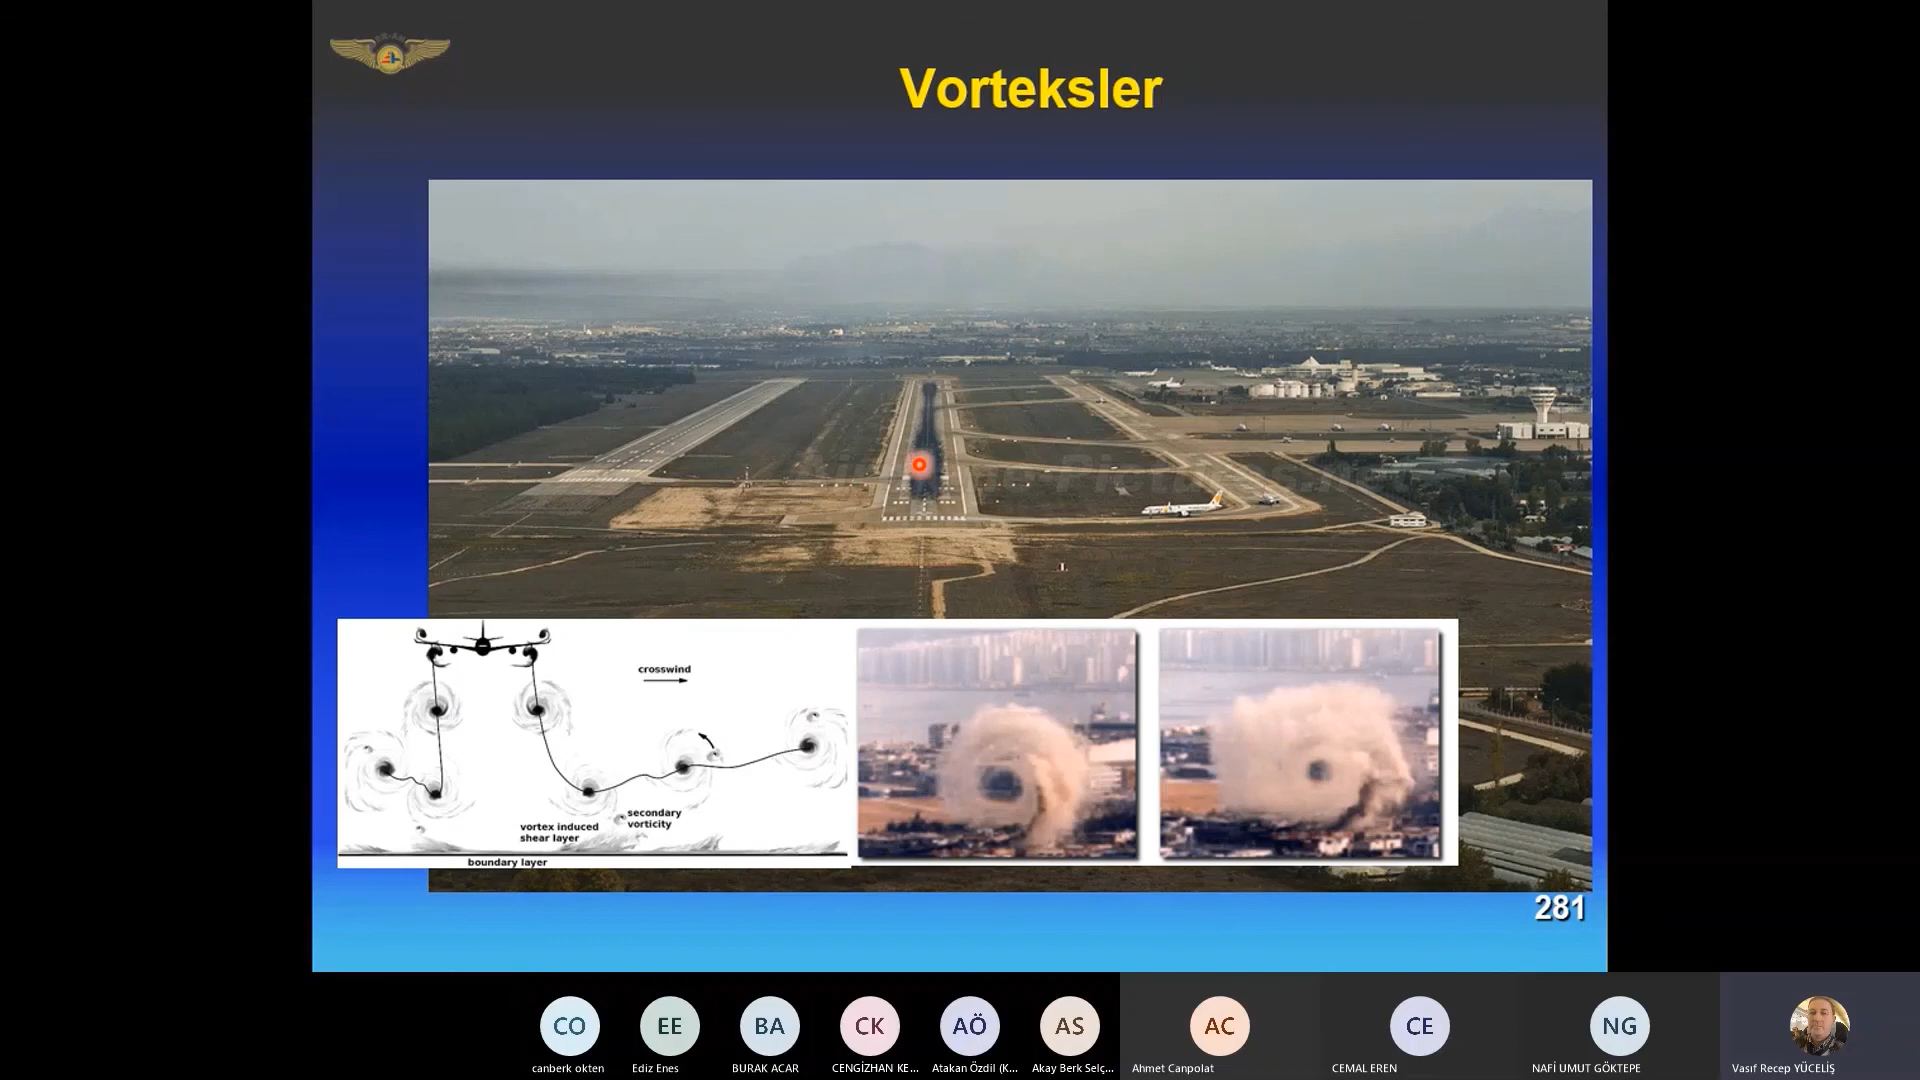 Vorteksler
crosswind
secondary
vorticity
vortex induced
shear layer
boundary layer
281
CO
EE
BA
CK
AÖ
AS
AC
CE
NG
canberk okten
Ediz Enes
BURAK ACAR
CENGİZHAN KE...
Atakan Özdil (K...
Akay Berk Selç...
Ahmet Canpolat
CEMAL EREN
NAFİ UMUT GÖKTEPE
Vasıf Recep YÜCELİŞ